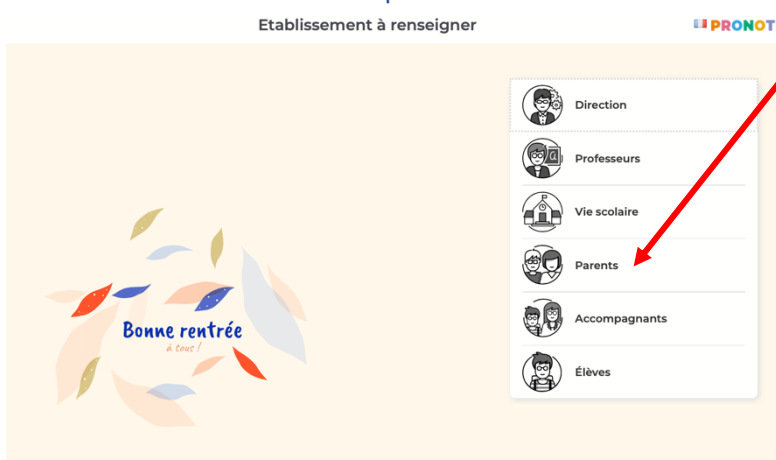 Etablissement à renseigner
PRONOT
Direction
Professeurs
Vie scolaire
Parents
Accompagnants
Élèves
Bonne rentrée
à tous !